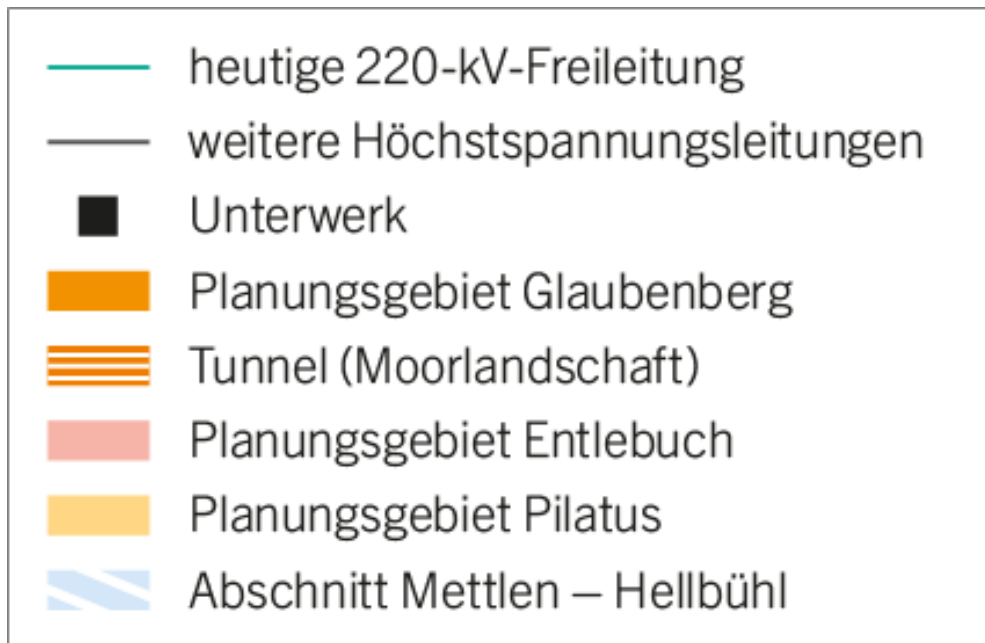 heutige 220-kV-Freileitung
weitere Höchstspannungsleitungen
Unterwerk
Planungsgebiet Glaubenberg
Tunnel (Moorlandschaft)
Planungsgebiet Entlebuch
Planungsgebiet Pilatus
Abschnitt Mettlen – Hellbühl